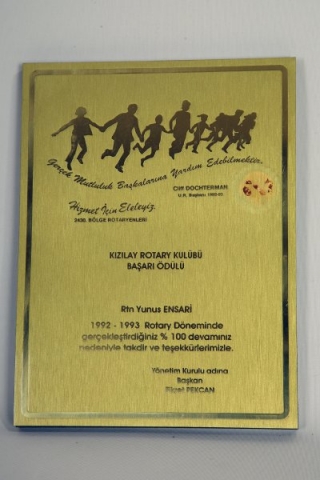 Gerçek Mutluluk Başkalarına Yardım Edebilmektir.
Cliff DOCHTERMAN
U.R. Başkanı 1992-93
Hizmet İçin Eleleyiz
2430. BÖLGE ROTARYENLERİ
KIZILAY ROTARY KULÜBÜ
BAŞARI ÖDÜLÜ
Rtn Yunus ENSARİ
1992 - 1993 Rotary Döneminde
gerçekleştirdiğiniz % 100 devamınız
nedeniyle takdir ve teşekkürlerimizle.
Yönetim Kurulu adına
Başkan
Fikret PEKCAN